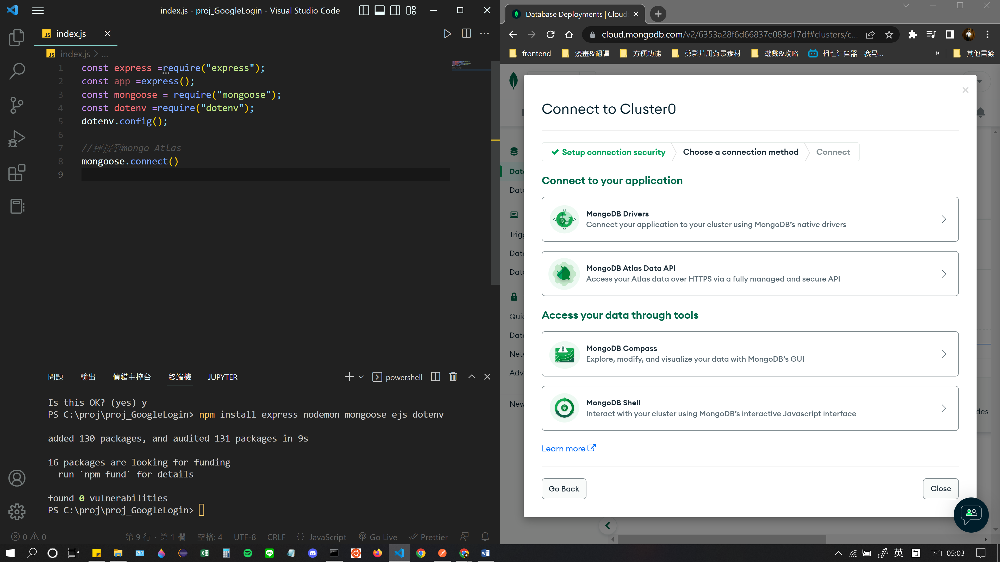 index.js - proj_GoogleLogin - Visual Studio Code
JS index.js
JS index.js > ...
1 const express =require("express");
2 const app =express();
3 const mongoose = require("mongoose");
4 const dotenv =require("dotenv");
5 dotenv.config();
6
7 //連接到mongo Atlas
8 mongoose.connect()
9
問題 輸出 偵錯主控台 終端機 JUPYTER
powershell
Is this OK? (yes) y
PS C:\proj\proj_GoogleLogin> npm install express nodemon mongoose ejs dotenv
added 130 packages, and audited 131 packages in 9s
16 packages are looking for funding
run `npm fund` for details
found 0 vulnerabilities
PS C:\proj\proj_GoogleLogin>
0 0 第 9 行，第 1 欄 空格: 4 UTF-8 CRLF {} JavaScript Go Live Prettier
Database Deployments | Cloud
cloud.mongodb.com/v2/6353a28f6d66837e083d17df#clusters/c...
frontend 漫畫&翻譯 方便功能 剪影片用背景素材 遊戲&攻略 相性计算器 - 赛马... » 其他書籤
Connect to Cluster0
Setup connection security
Choose a connection method
Connect
Connect to your application
MongoDB Drivers
Connect your application to your cluster using MongoDB's native drivers
MongoDB Atlas Data API
Access your Atlas data over HTTPS via a fully managed and secure API
Access your data through tools
MongoDB Compass
Explore, modify, and visualize your data with MongoDB's GUI
MongoDB Shell
Interact with your cluster using MongoDB's interactive Javascript interface
Learn more
Go Back
Close
英 下午 05:03